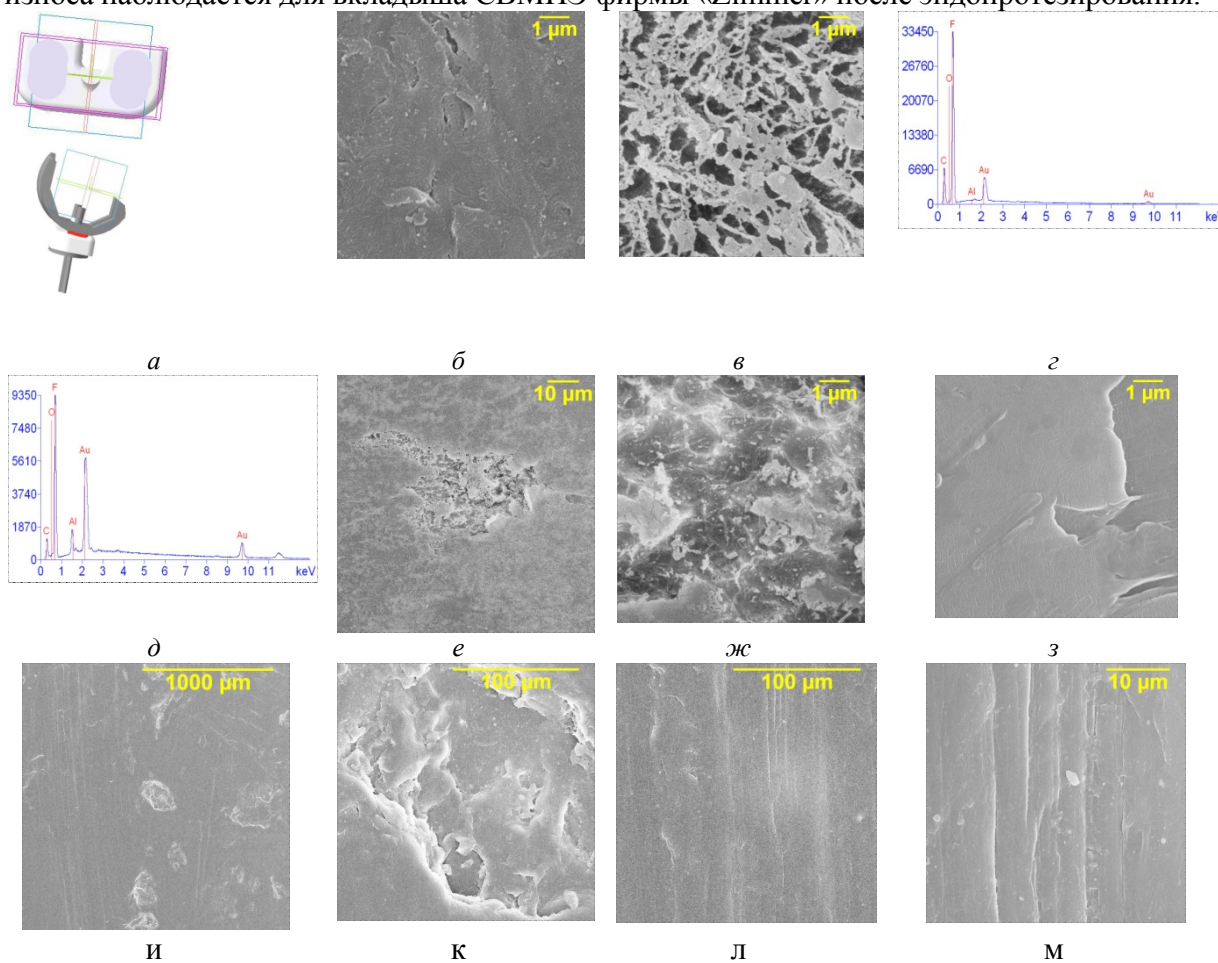 износа наблюдается для вкладыша СВМПЭ фирмы «Zimmer» после эндопротезирования.
1 µm
1 µm
33450
26760
20070
13380
6690
0
F
O
C
Al
Au
Au
0 1 2 3 4 5 6 7 8 9 10 11 keV
а б в г
9350
7480
5610
3740
1870
0
F
O
C
Al
Au
Au
0 1 2 3 4 5 6 7 8 9 10 11 keV
10 µm
1 µm
1 µm
д е ж з
1000 µm
100 µm
100 µm
10 µm
и к л м